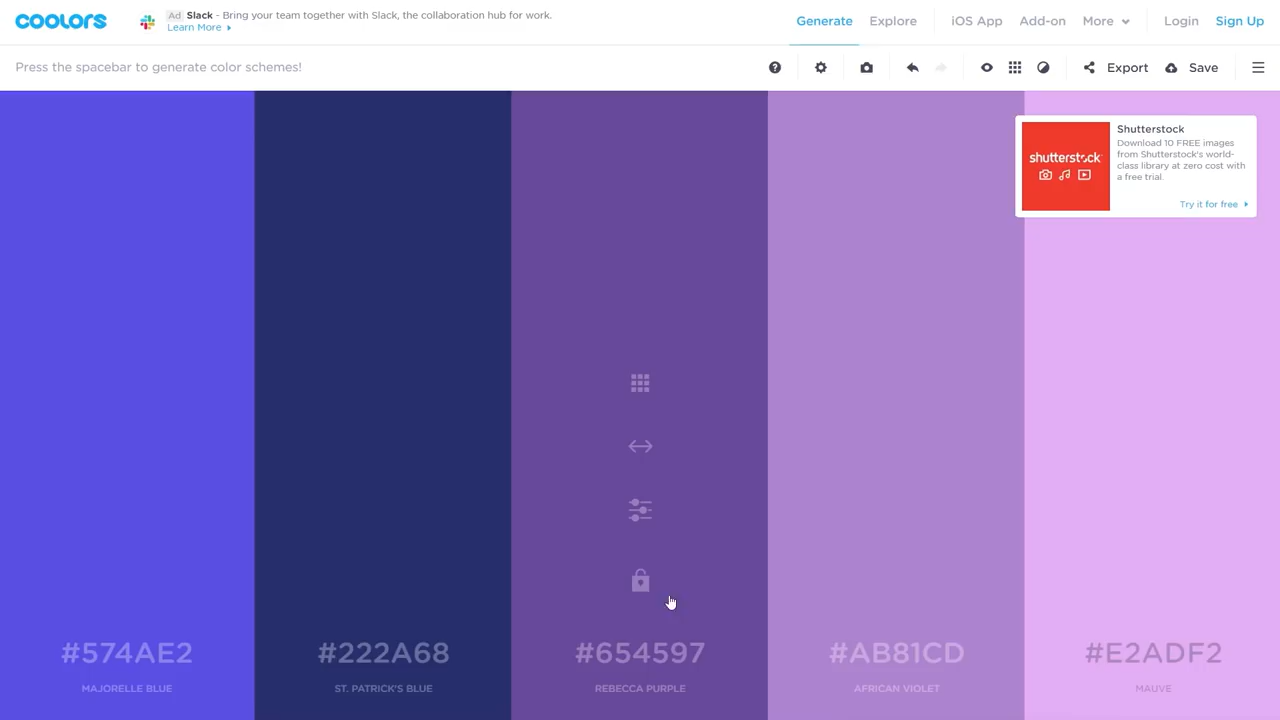 coolors
Ad Slack - Bring your team together with Slack, the collaboration hub for work.
Learn More
Generate
Explore
iOS App
Add-on
More
Login
Sign Up
Press the spacebar to generate color schemes!
Export
Save
Shutterstock
Download 10 FREE images
from Shutterstock's world-
class library at zero cost with
a free trial.
Try it for free
shutterstock
#574AE2
#222A68
#654597
#AB81CD
#E2ADF2
MAJORELLE BLUE
ST. PATRICK'S BLUE
REBECCA PURPLE
AFRICAN VIOLET
MAUVE